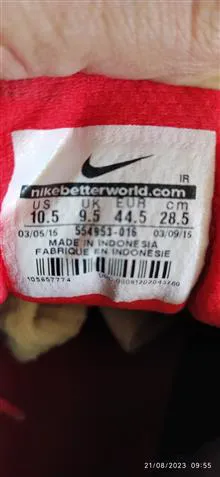 IR
nikebetterworld.com
US UK EUR cm
10.5 9.5 44.5 28.5
03/05/15 554953-016 03/09/15
MADE IN INDONESIA
FABRIQUE EN INDONESIE
21/08/2023 09:55